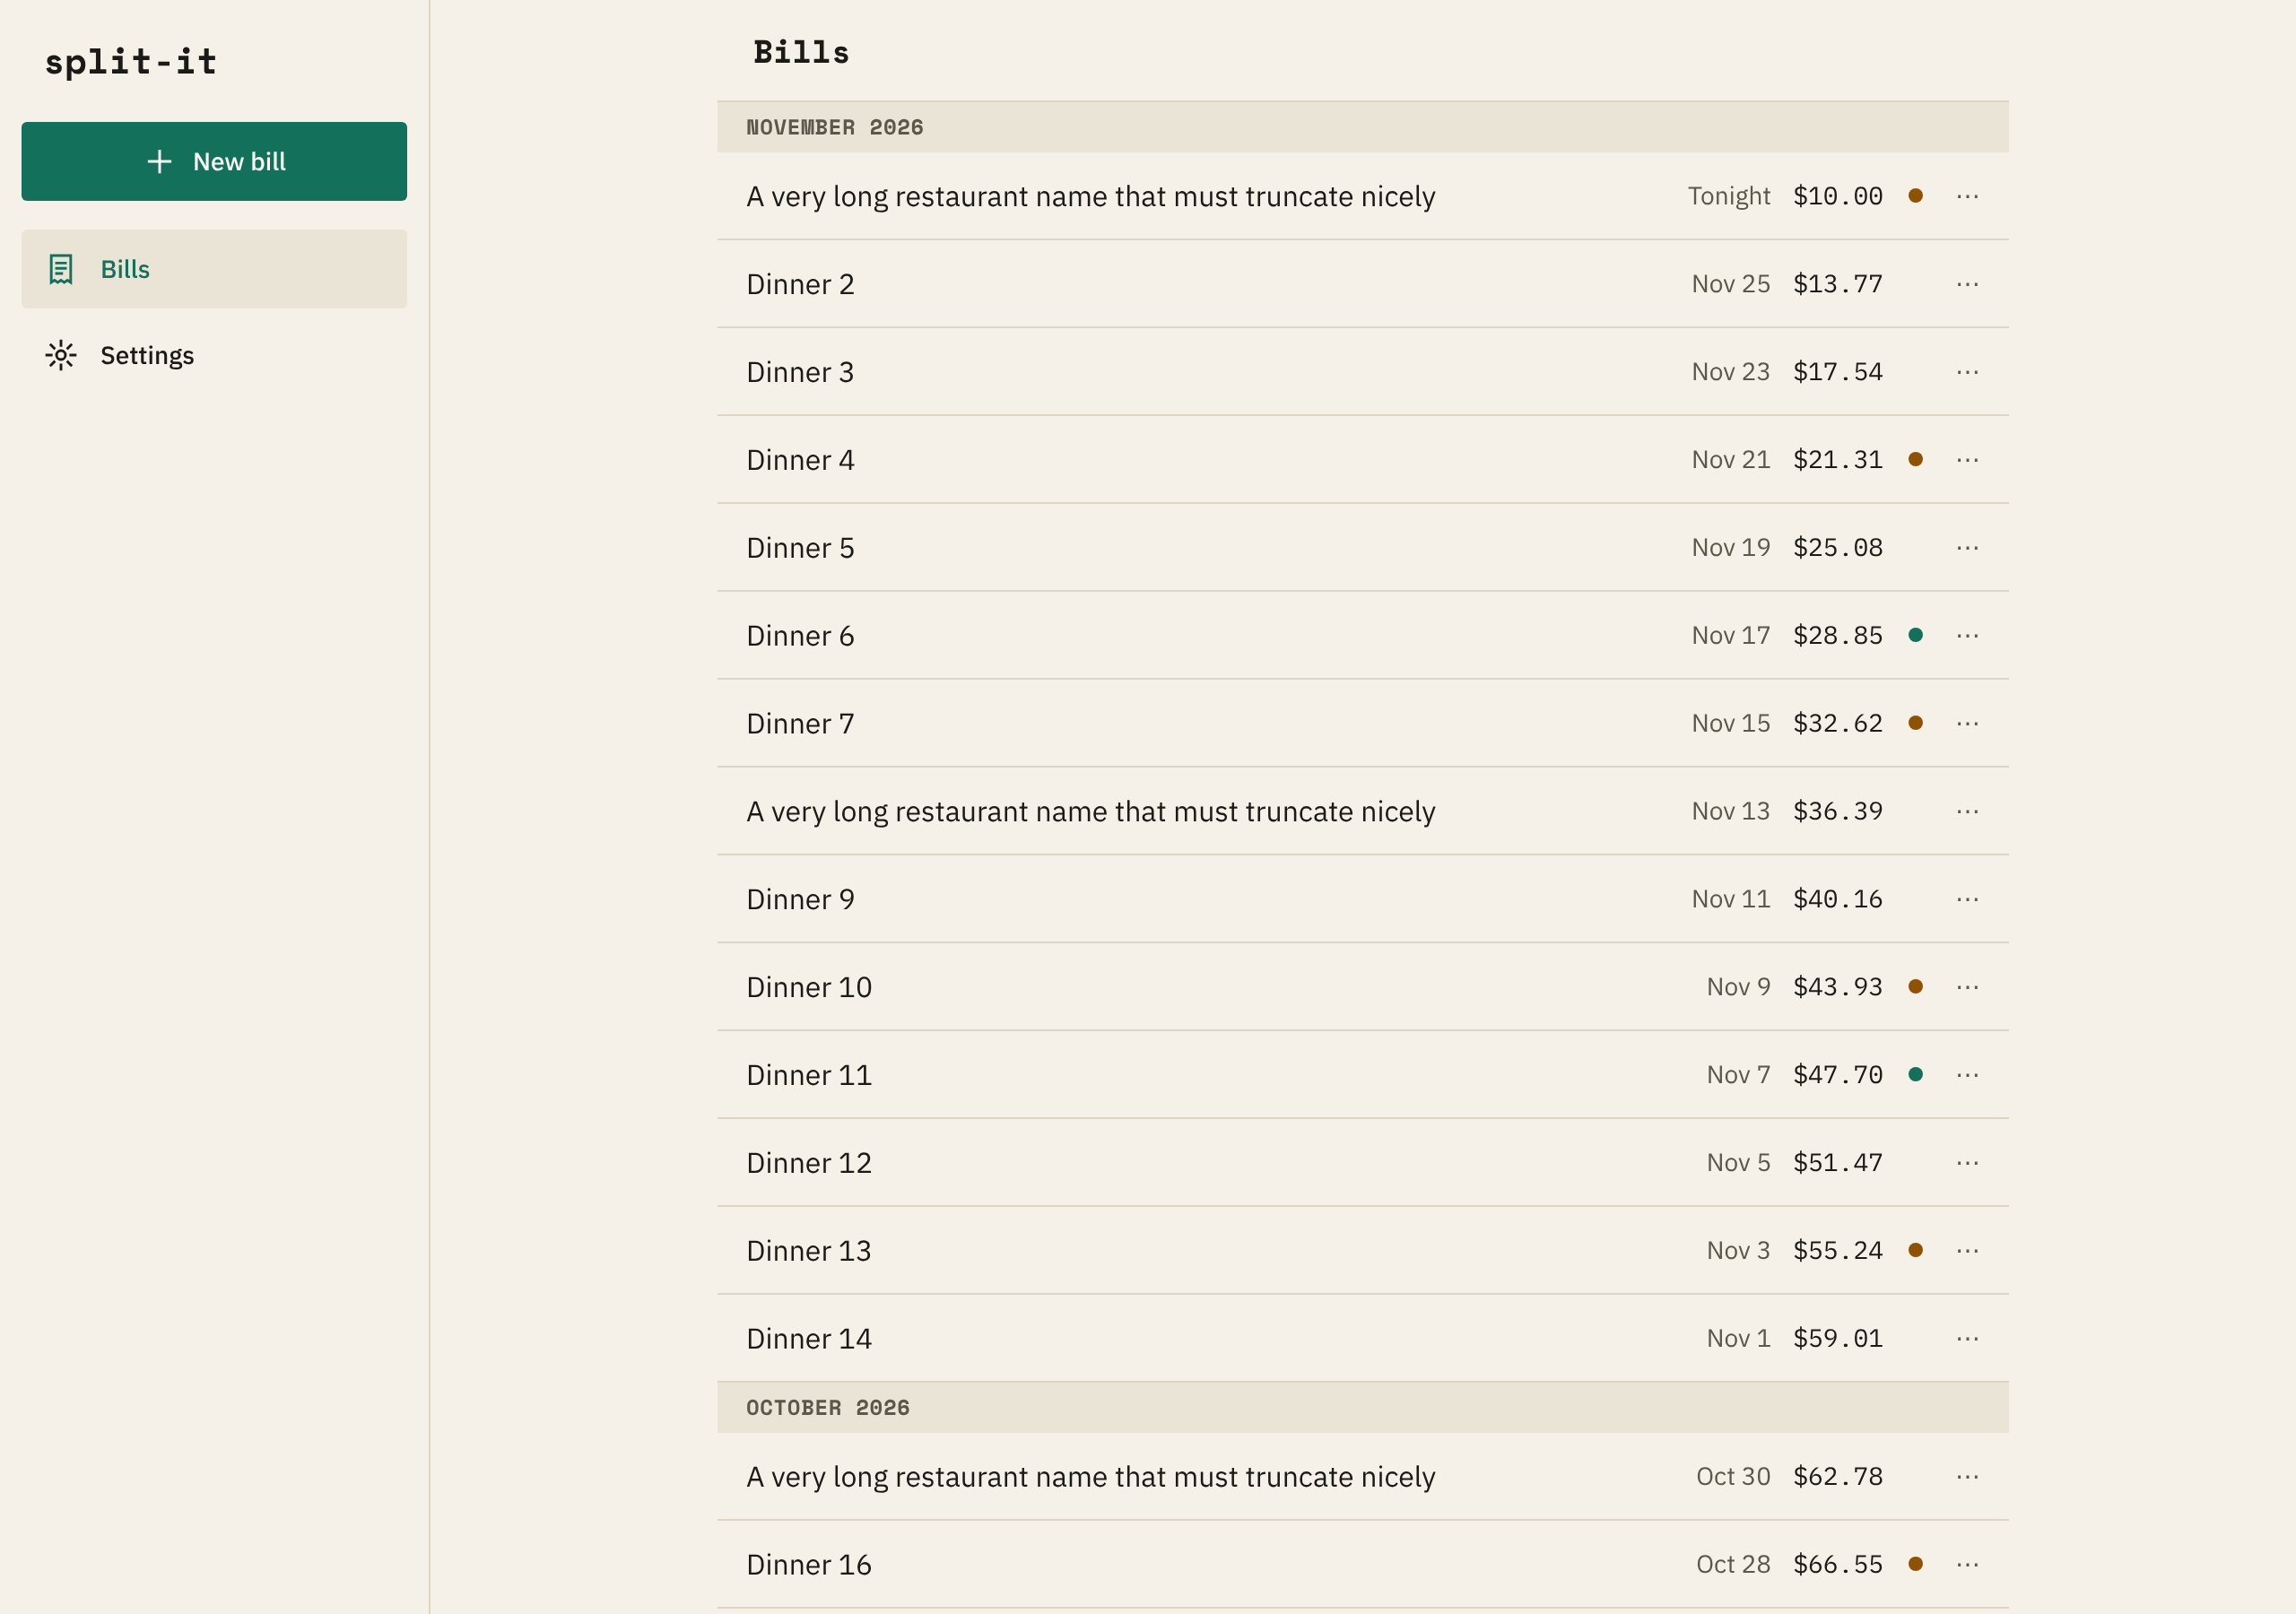 split-it
New bill
Bills
Settings
Bills
NOVEMBER 2026
A very long restaurant name that must truncate nicely Tonight $10.00 ...
Dinner 2 Nov 25 $13.77 ...
Dinner 3 Nov 23 $17.54 ...
Dinner 4 Nov 21 $21.31 ...
Dinner 5 Nov 19 $25.08 ...
Dinner 6 Nov 17 $28.85 ...
Dinner 7 Nov 15 $32.62 ...
A very long restaurant name that must truncate nicely Nov 13 $36.39 ...
Dinner 9 Nov 11 $40.16 ...
Dinner 10 Nov 9 $43.93 ...
Dinner 11 Nov 7 $47.70 ...
Dinner 12 Nov 5 $51.47 ...
Dinner 13 Nov 3 $55.24 ...
Dinner 14 Nov 1 $59.01 ...
OCTOBER 2026
A very long restaurant name that must truncate nicely Oct 30 $62.78 ...
Dinner 16 Oct 28 $66.55 ...